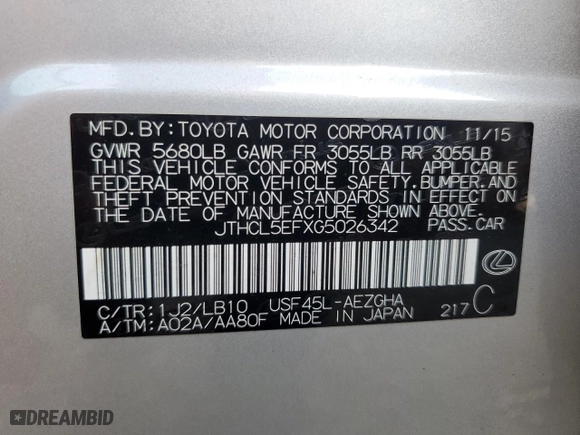 MFD.BY:TOYOTA MOTOR CORPORATION 11/15
GVWR 5680LB GAWR FR 3055LB RR 3055LB
THIS VEHICLE CONFORMS TO ALL APPLICABLE
FEDERAL MOTOR VEHICLE SAFETY,BUMPER,AND
THEFT PREVENTION STANDARDS IN EFFECT ON
THE DATE OF MANUFACTURE SHOWN ABOVE.
JTHCL5EFXG5026342 PASS.CAR
C/TR:1J2/LB10 USF45L-AEZGHA
A/TM:A02A/AA80F MADE IN JAPAN 217 C
DREAMBID